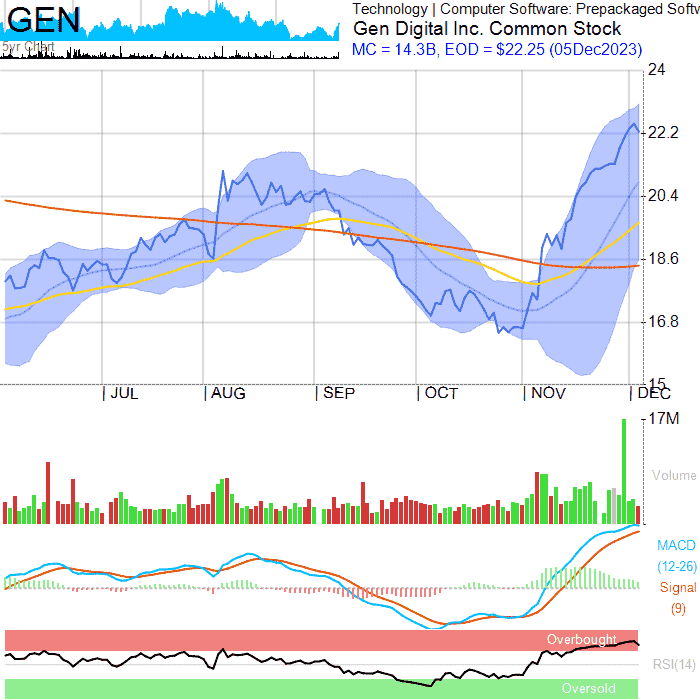 GEN
5yr Chart
Technology | Computer Software: Prepackaged Softw
Gen Digital Inc. Common Stock
MC = 14.3B, EOD = $22.25 (05Dec2023)
24
22.2
20.4
18.6
16.8
15
JUL
AUG
SEP
OCT
NOV
DEC
17M
Volume
MACD
(12-26)
Signal
(9)
Overbought
RSI(14)
Oversold